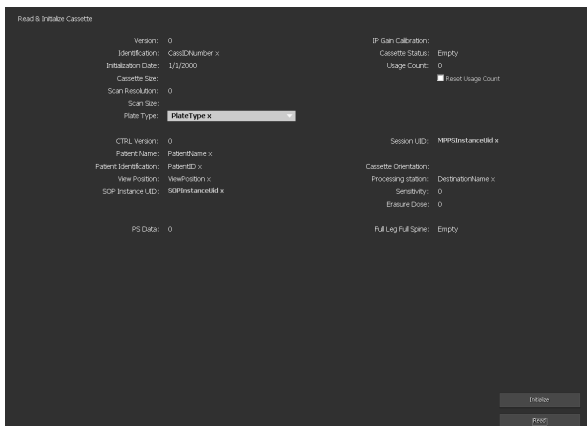 Read & Initialize Cassette
Version: 0 IP Gain Calibration:
Identification: CassIDNumber x Cassette Status: Empty
Initialization Date: 1/1/2000 Usage Count: 0
Cassette Size: Reset Usage Count
Scan Resolution: 0
Scan Size:
Plate Type: PlateType x
CTRL Version: 0 Session UID: MPPSInstanceUid x
Patient Name: PatientName x
Patient Identification: PatientID x Cassette Orientation:
View Position: ViewPosition x Processing station: DestinationName x
SOP Instance UID: SOPInstanceUid x Sensitivity: 0
Erasure Dose: 0
PS Data: 0 Full Leg Full Spine: Empty
Initialize
Read